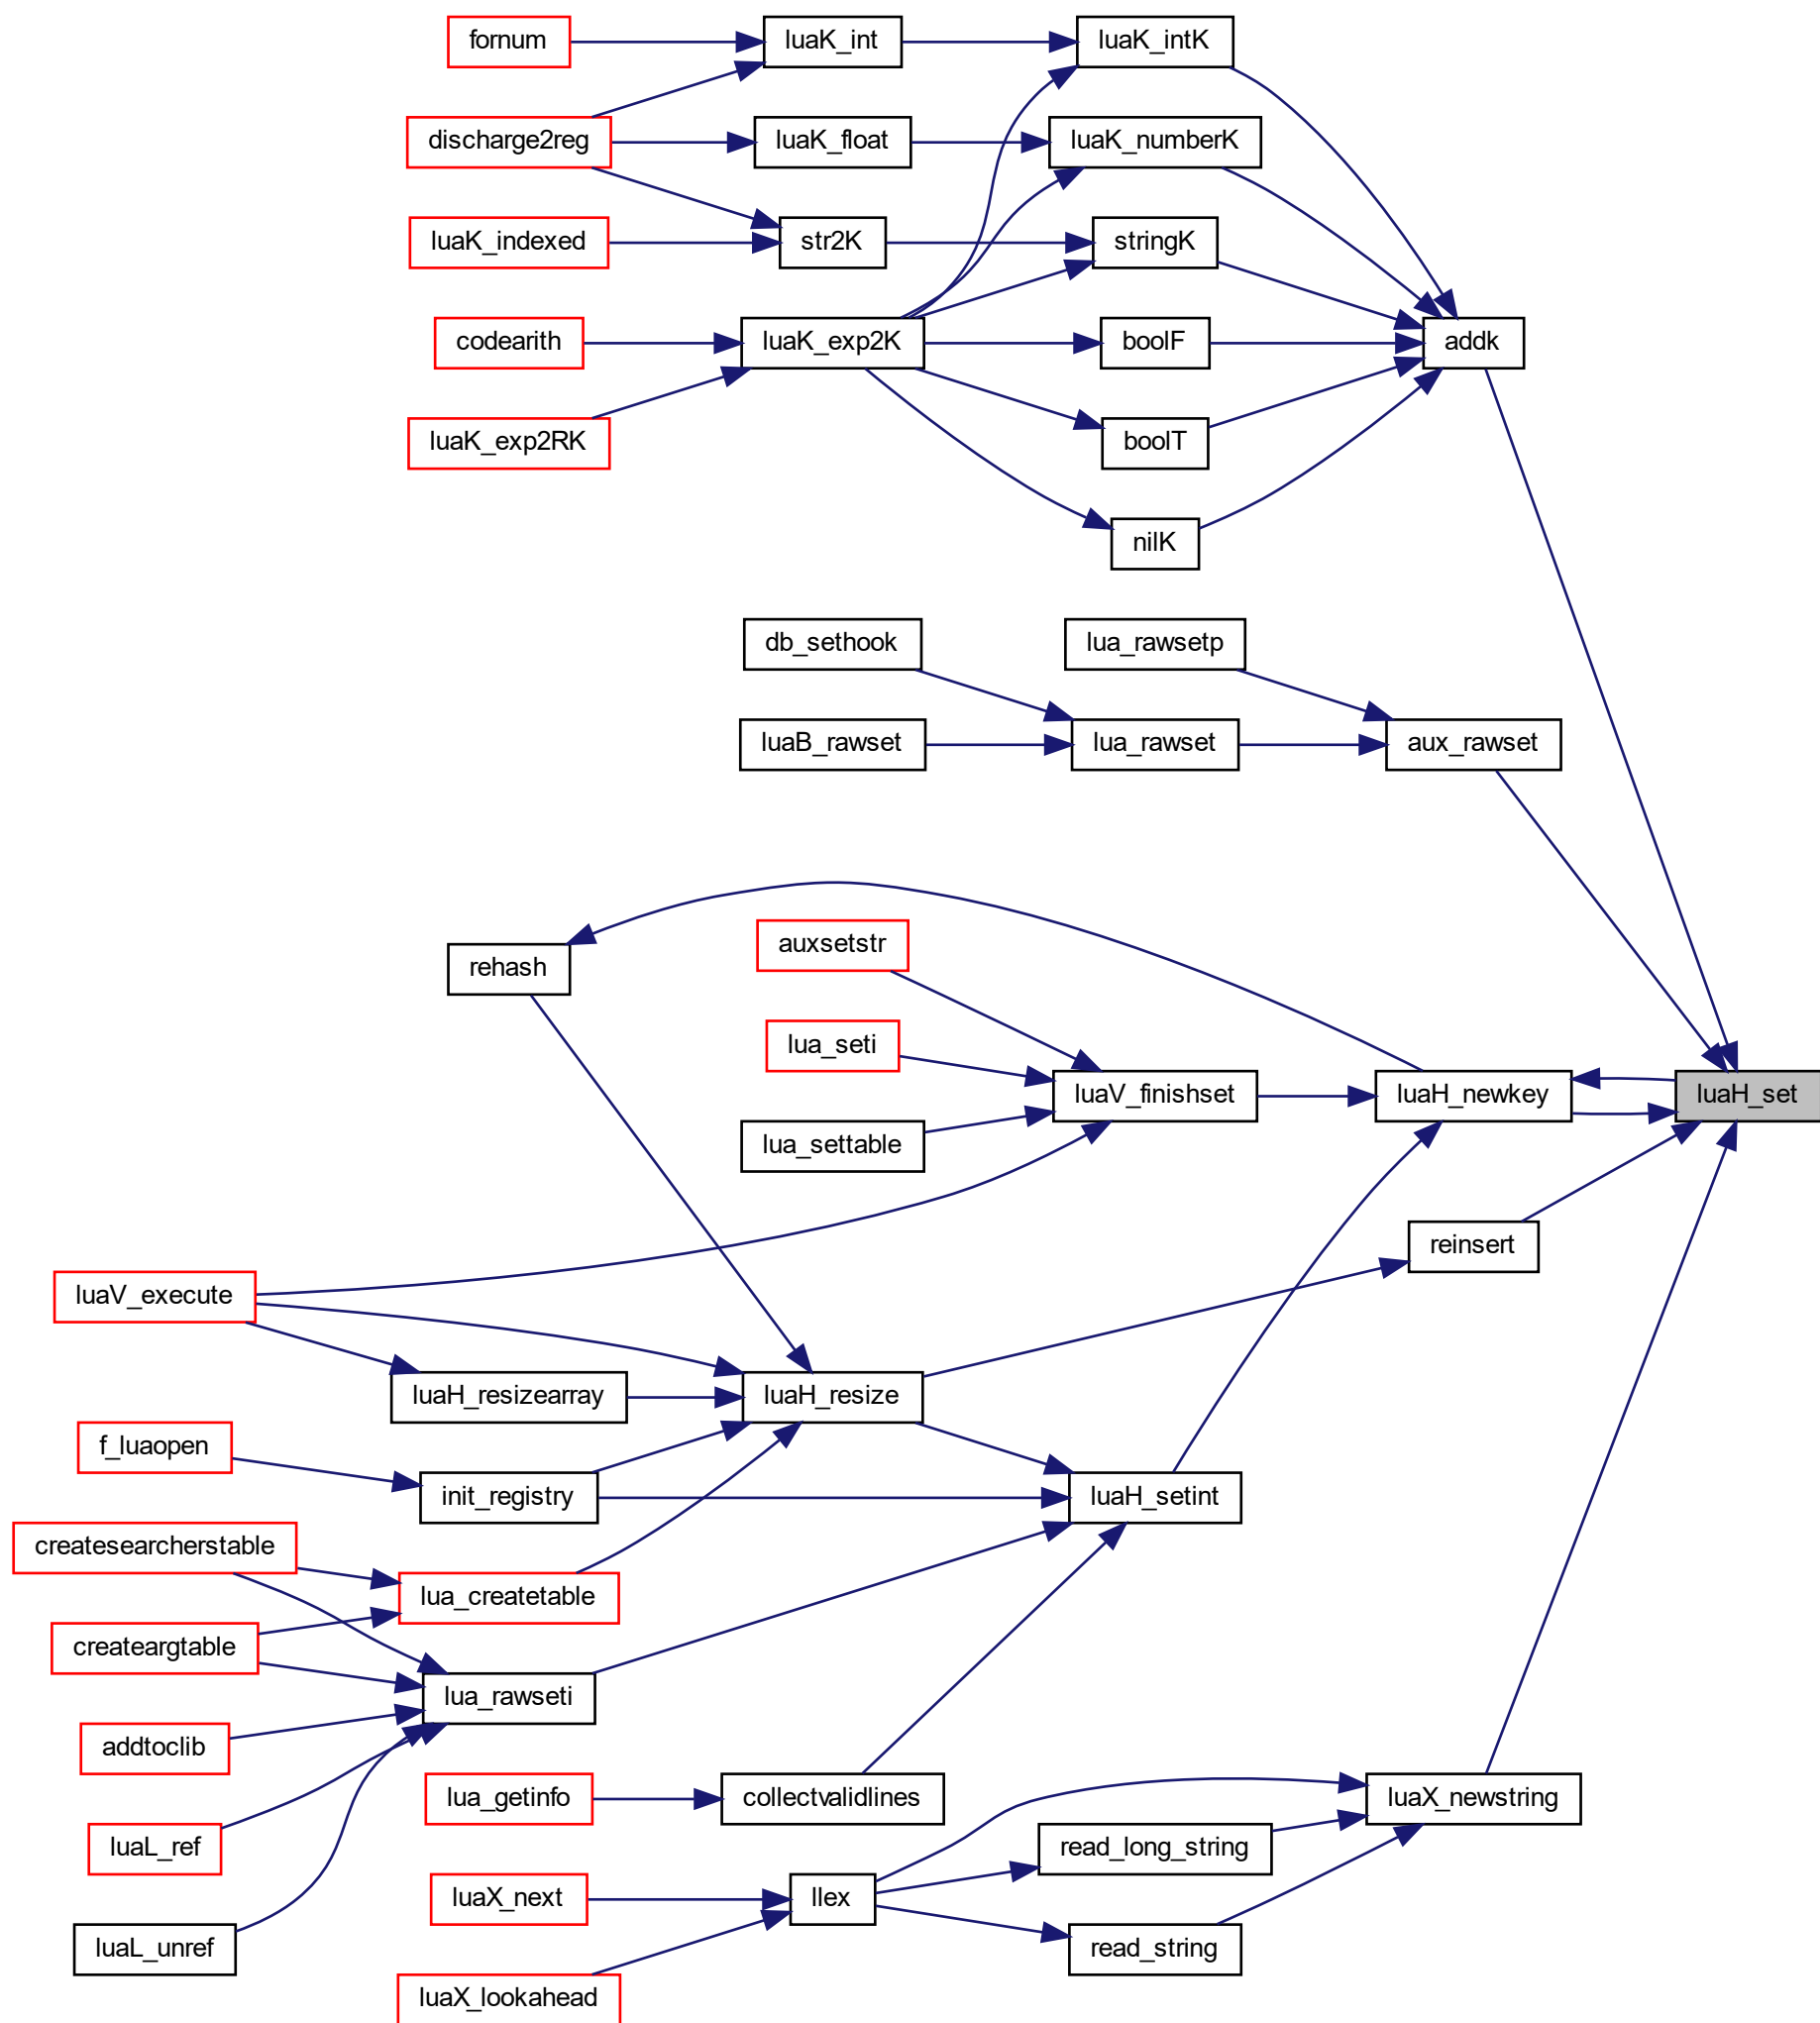 fornum
luaK_int
luaK_intK
discharge2reg
luaK_float
luaK_numberK
luaK_indexed
str2K
stringK
codearith
luaK_exp2K
boolF
addk
luaK_exp2RK
boolT
nilK
db_sethook
lua_rawsetp
luaB_rawset
lua_rawset
aux_rawset
rehash
auxsetstr
lua_seti
luaV_finishset
luaH_newkey
luaH_set
lua_settable
reinsert
luaV_execute
luaH_resizearray
luaH_resize
f_luaopen
init_registry
luaH_setint
createsearcherstable
lua_createtable
createargtable
lua_rawseti
addtoclib
lua_getinfo
collectvalidlines
luaX_newstring
luaL_ref
read_long_string
luaX_next
llex
luaL_unref
read_string
luaX_lookahead